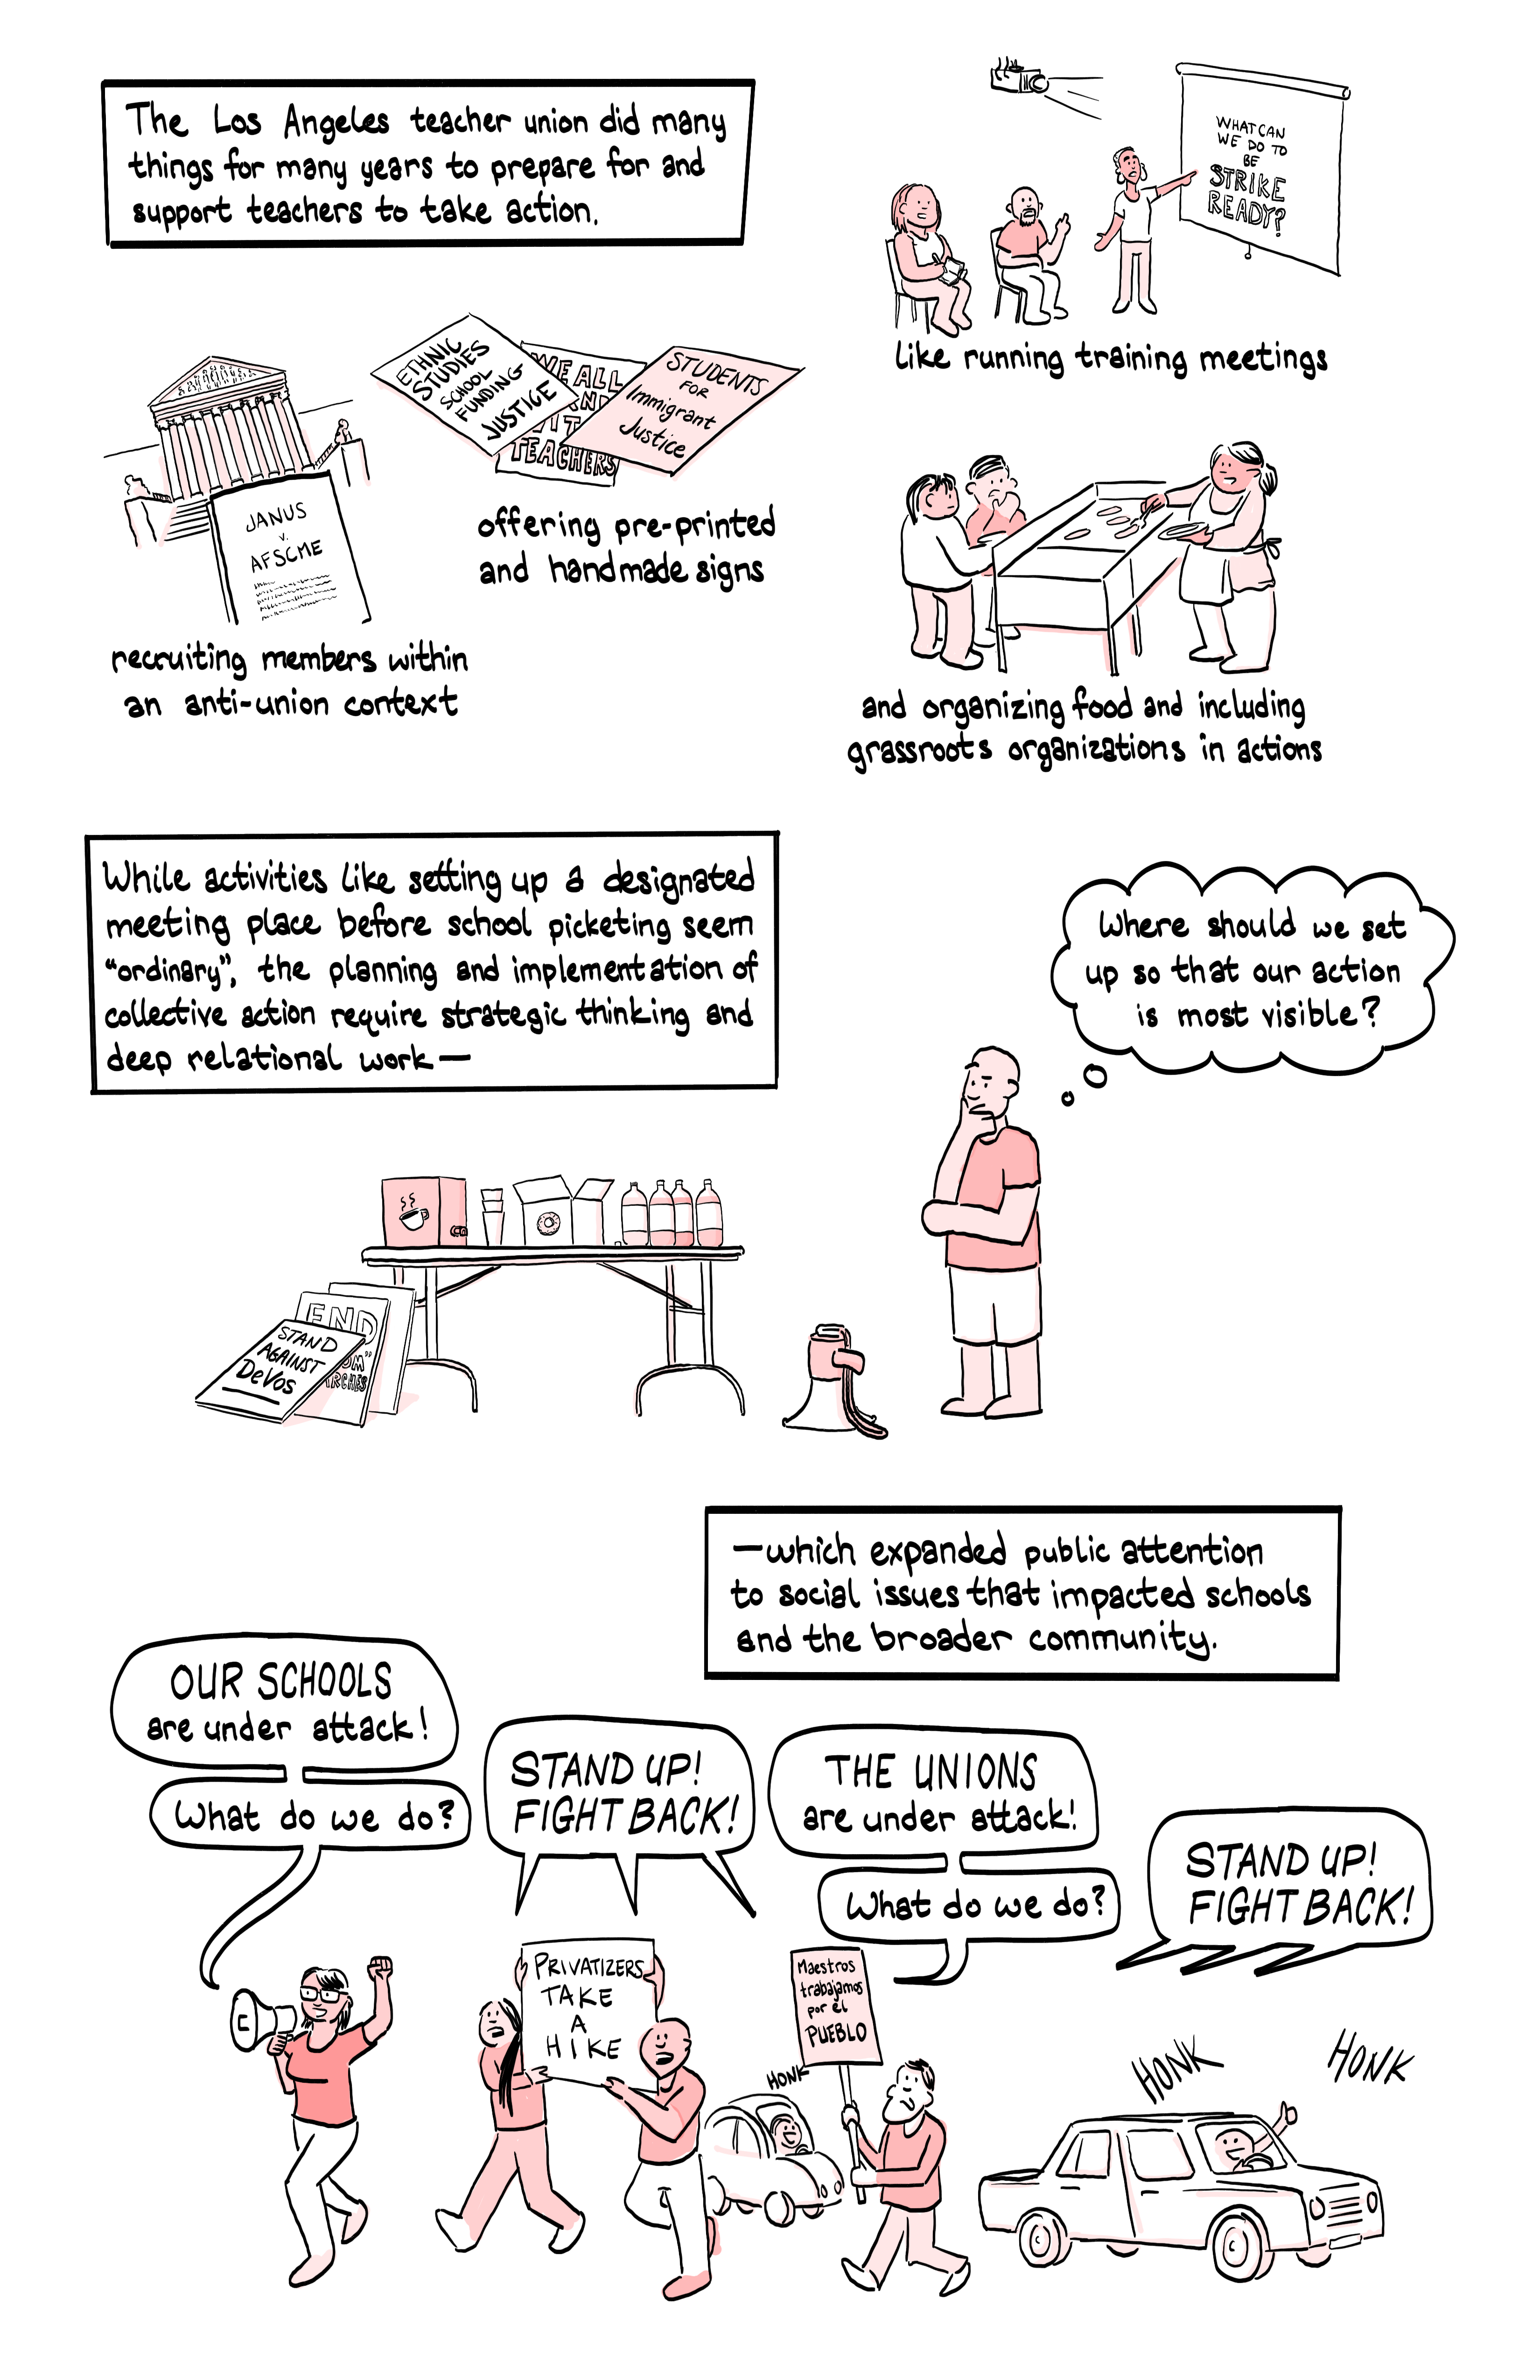 The Los Angeles teacher union did many
things for many years to prepare for and
support teachers to take action.
WHAT CAN
WE DO TO
BE
STRIKE
READY?
like running training meetings
ETHNIC
STUDIES
SCHOOL
FUNDING
JUSTICE
WE ALL
TEACHERS
STUDENTS
FOR
Immigrant
Justice
offering pre-printed
and handmade signs
JANUS
v.
AFSCME
recruiting members within
an anti-union context
and organizing food and including
grassroots organizations in actions
While activities like setting up a designated
meeting place before school picketing seem
"ordinary", the planning and implementation of
collective action require strategic thinking and
deep relational work—
Where should we set
up so that our action
is most visible?
END
STAND
AGAINST
DeVos
—which expanded public attention
to social issues that impacted schools
and the broader community.
OUR SCHOOLS
are under attack!
What do we do?
STAND UP!
FIGHT BACK!
THE UNIONS
are under attack!
What do we do?
STAND UP!
FIGHT BACK!
PRIVATIZERS
TAKE
A
HIKE
Maestros
trabajamos
por el
PUEBLO
HONK
HONK
HONK